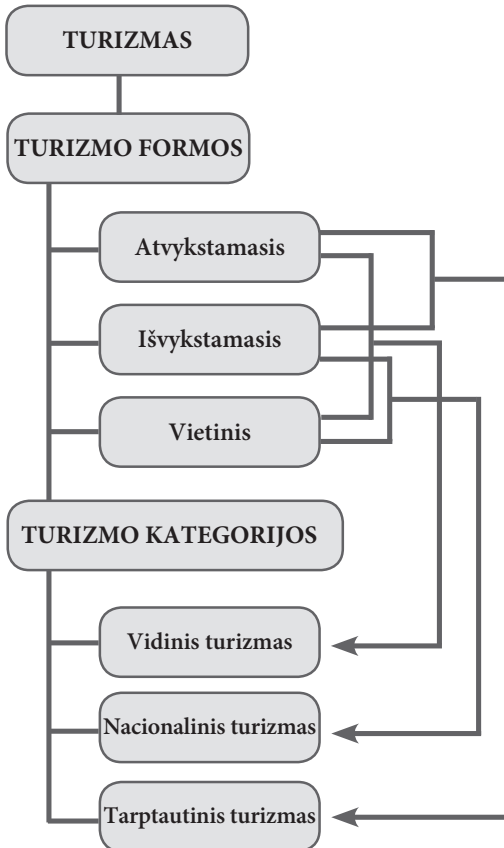 TURIZMAS
TURIZMO FORMOS
Atvykstamasis
Išvykstamasis
Vietinis
TURIZMO KATEGORIJOS
Vidinis turizmas
Nacionalinis turizmas
Tarptautinis turizmas